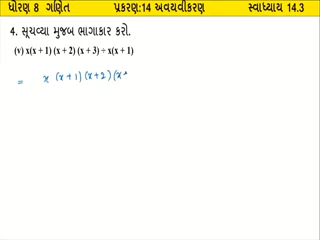 ધોરણ 8 ગણિત પ્રકરણ:14 અવયવીકરણ સ્વાધ્યાય 14.3
4. સૂચવ્યા મુજબ ભાગાકાર કરો.
(v) x(x + 1) (x + 2) (x + 3) ÷ x(x + 1)
= x (x+1) (x+2) (x